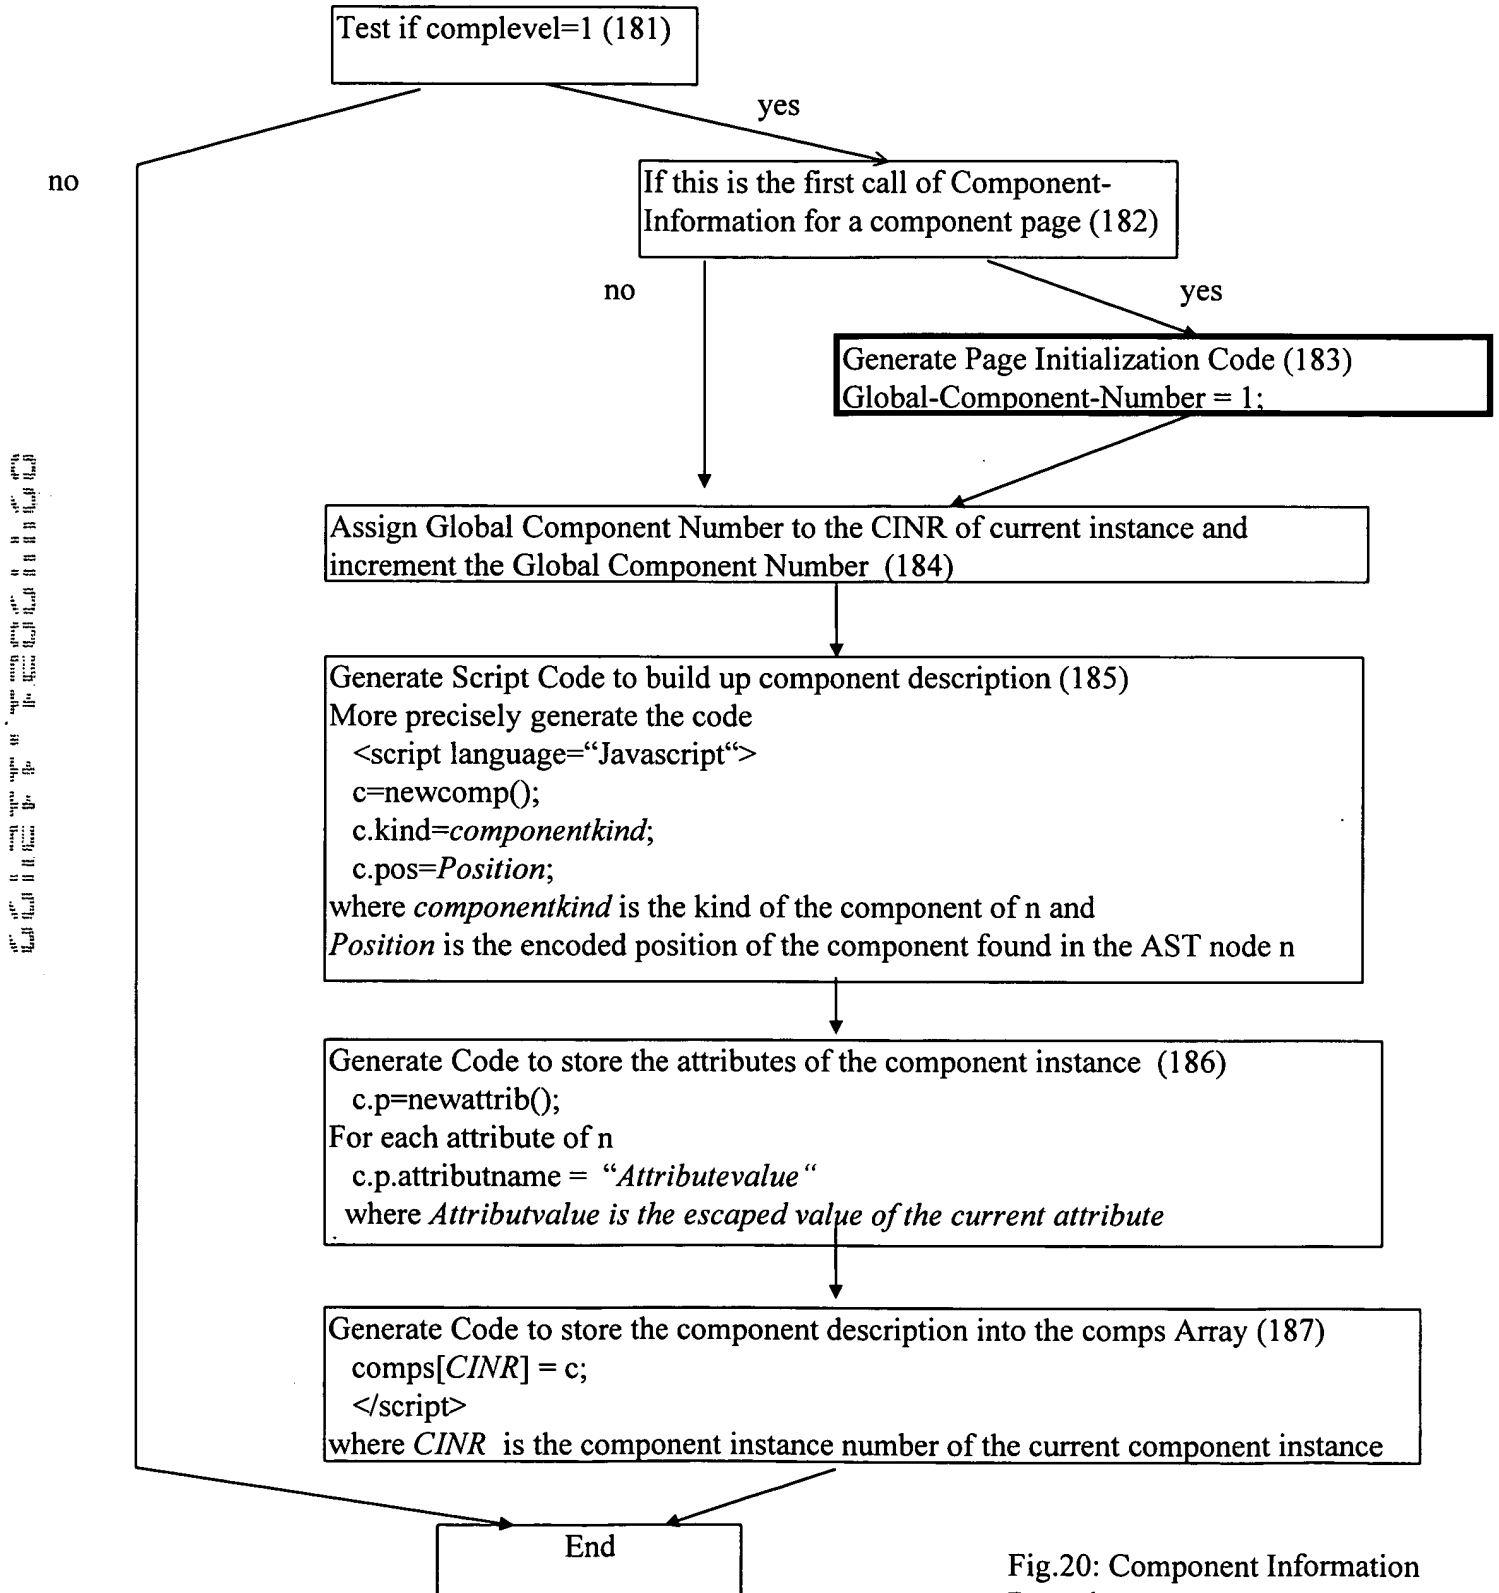 Test if complevel=1 (181)
yes
no
If this is the first call of Component-
Information for a component page (182)
no
yes
Generate Page Initialization Code (183)
Global-Component-Number = 1;
Assign Global Component Number to the CINR of current instance and
increment the Global Component Number (184)
Generate Script Code to build up component description (185)
More precisely generate the code
<script language=“Javascript“>
c=newcomp();
c.kind=componentkind;
c.pos=Position;
where componentkind is the kind of the component of n and
Position is the encoded position of the component found in the AST node n
Generate Code to store the attributes of the component instance (186)
c.p=newattrib();
For each attribute of n
c.p.attributname = “Attributevalue“
where Attributvalue is the escaped value of the current attribute
Generate Code to store the component description into the comps Array (187)
comps[CINR] = c;
</script>
where CINR is the component instance number of the current component instance
End
Fig.20: Component Information